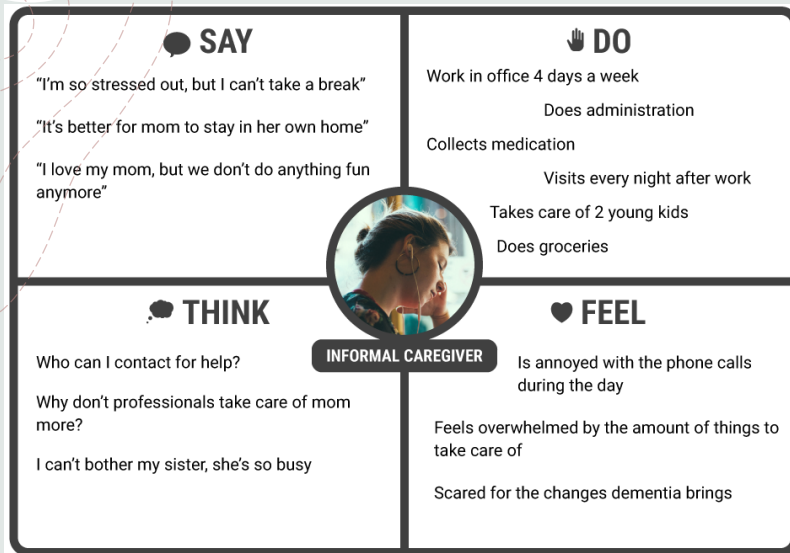 SAY
“I’m so stressed out, but I can’t take a break”
“It’s better for mom to stay in her own home”
“I love my mom, but we don’t do anything fun
anymore”
DO
Work in office 4 days a week
Does administration
Collects medication
Visits every night after work
Takes care of 2 young kids
Does groceries
THINK
Who can I contact for help?
Why don’t professionals take care of mom
more?
I can’t bother my sister, she’s so busy
INFORMAL CAREGIVER
FEEL
Is annoyed with the phone calls
during the day
Feels overwhelmed by the amount of things to
take care of
Scared for the changes dementia brings